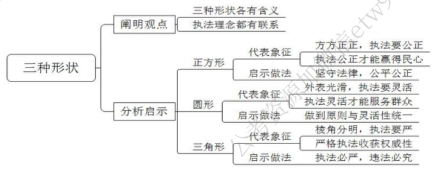 三种形状
阐明观点
三种形状各有含义
执法理念都有联系
分析启示
正方形
代表象征
方方正正，执法要公正
执法公正才能赢得民心
启示做法
坚守法律，公平公正
圆形
代表象征
外表光滑，执法要灵活
执法灵活才能服务群众
启示做法
做到原则与灵活性统一
三角形
代表象征
棱角分明，执法要严
严格执法收获权威性
启示做法
执法必严，违法必究